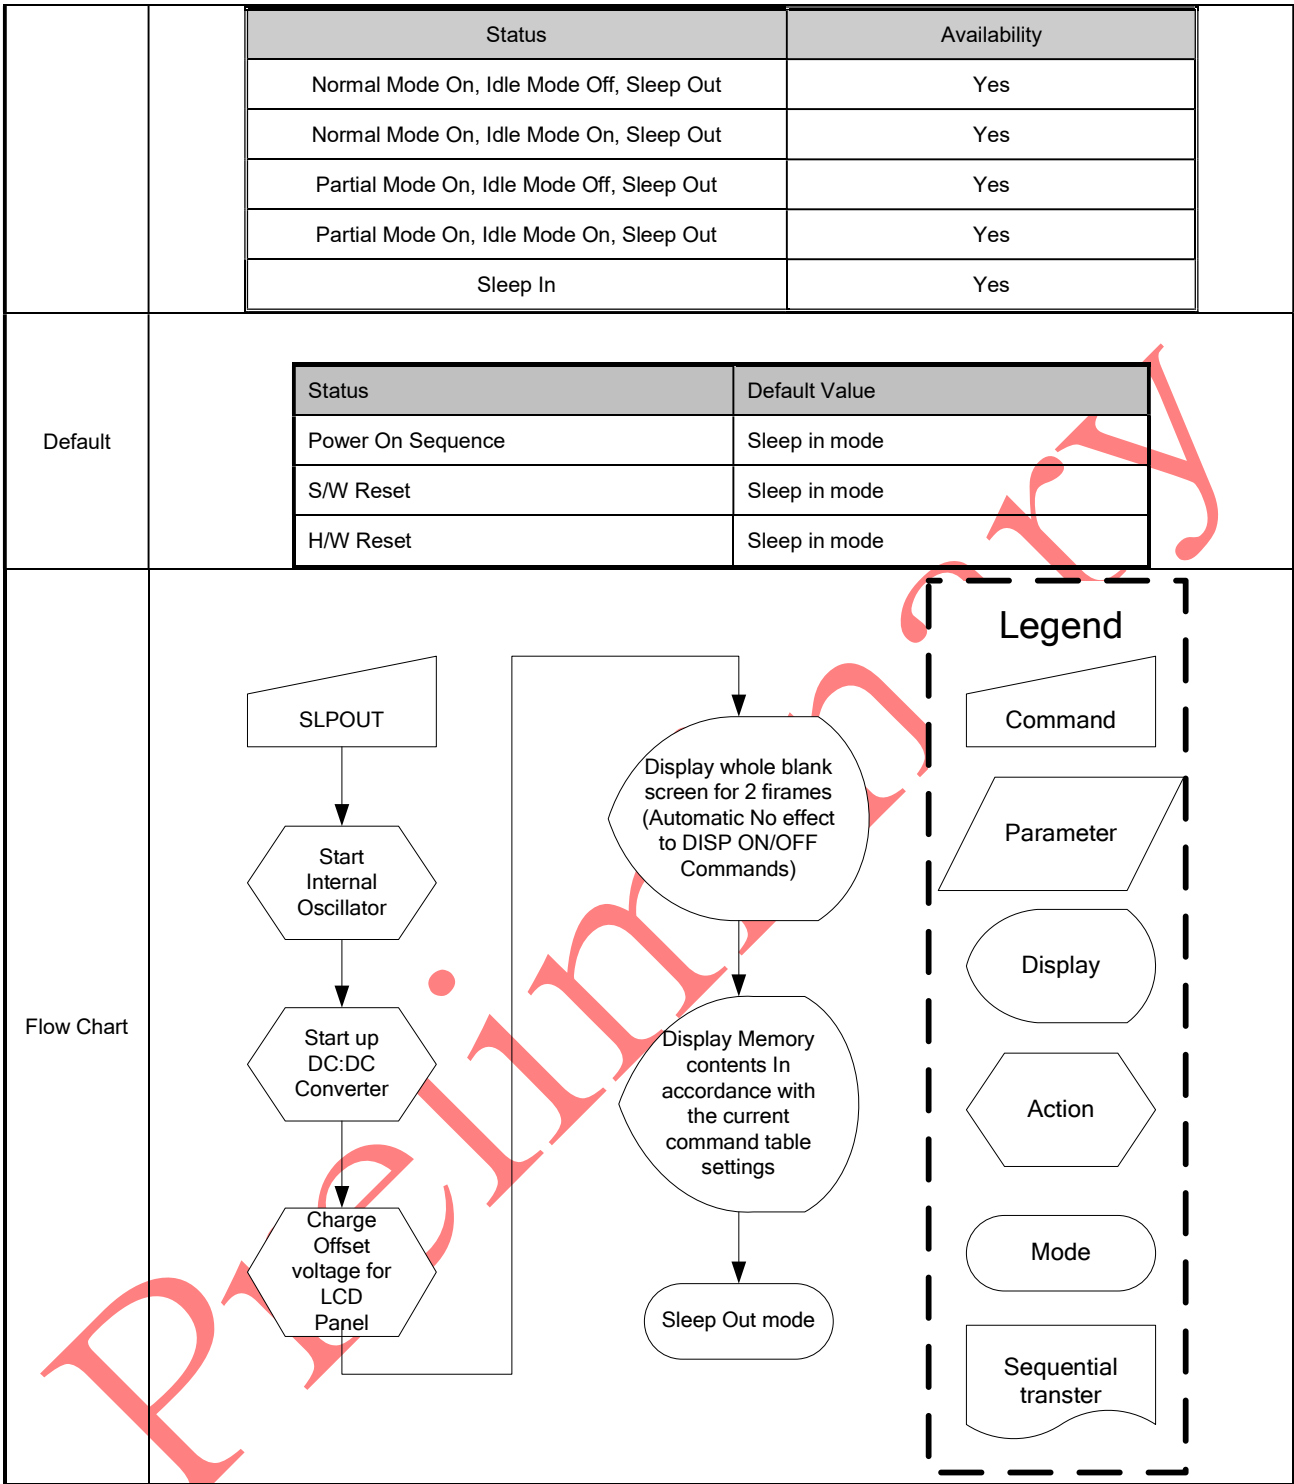 Status Availability
Normal Mode On, Idle Mode Off, Sleep Out Yes
Normal Mode On, Idle Mode On, Sleep Out Yes
Partial Mode On, Idle Mode Off, Sleep Out Yes
Partial Mode On, Idle Mode On, Sleep Out Yes
Sleep In Yes
Default
Status Default Value
Power On Sequence Sleep in mode
S/W Reset Sleep in mode
H/W Reset Sleep in mode
Flow Chart
SLPOUT
Start
Internal
Oscillator
Start up
DC:DC
Converter
Charge
Offset
voltage for
LCD
Panel
Display whole blank
screen for 2 firames
(Automatic No effect
to DISP ON/OFF
Commands)
Display Memory
contents In
accordance with
the current
command table
settings
Sleep Out mode
Legend
Command
Parameter
Display
Action
Mode
Sequential
transter
Preliminary